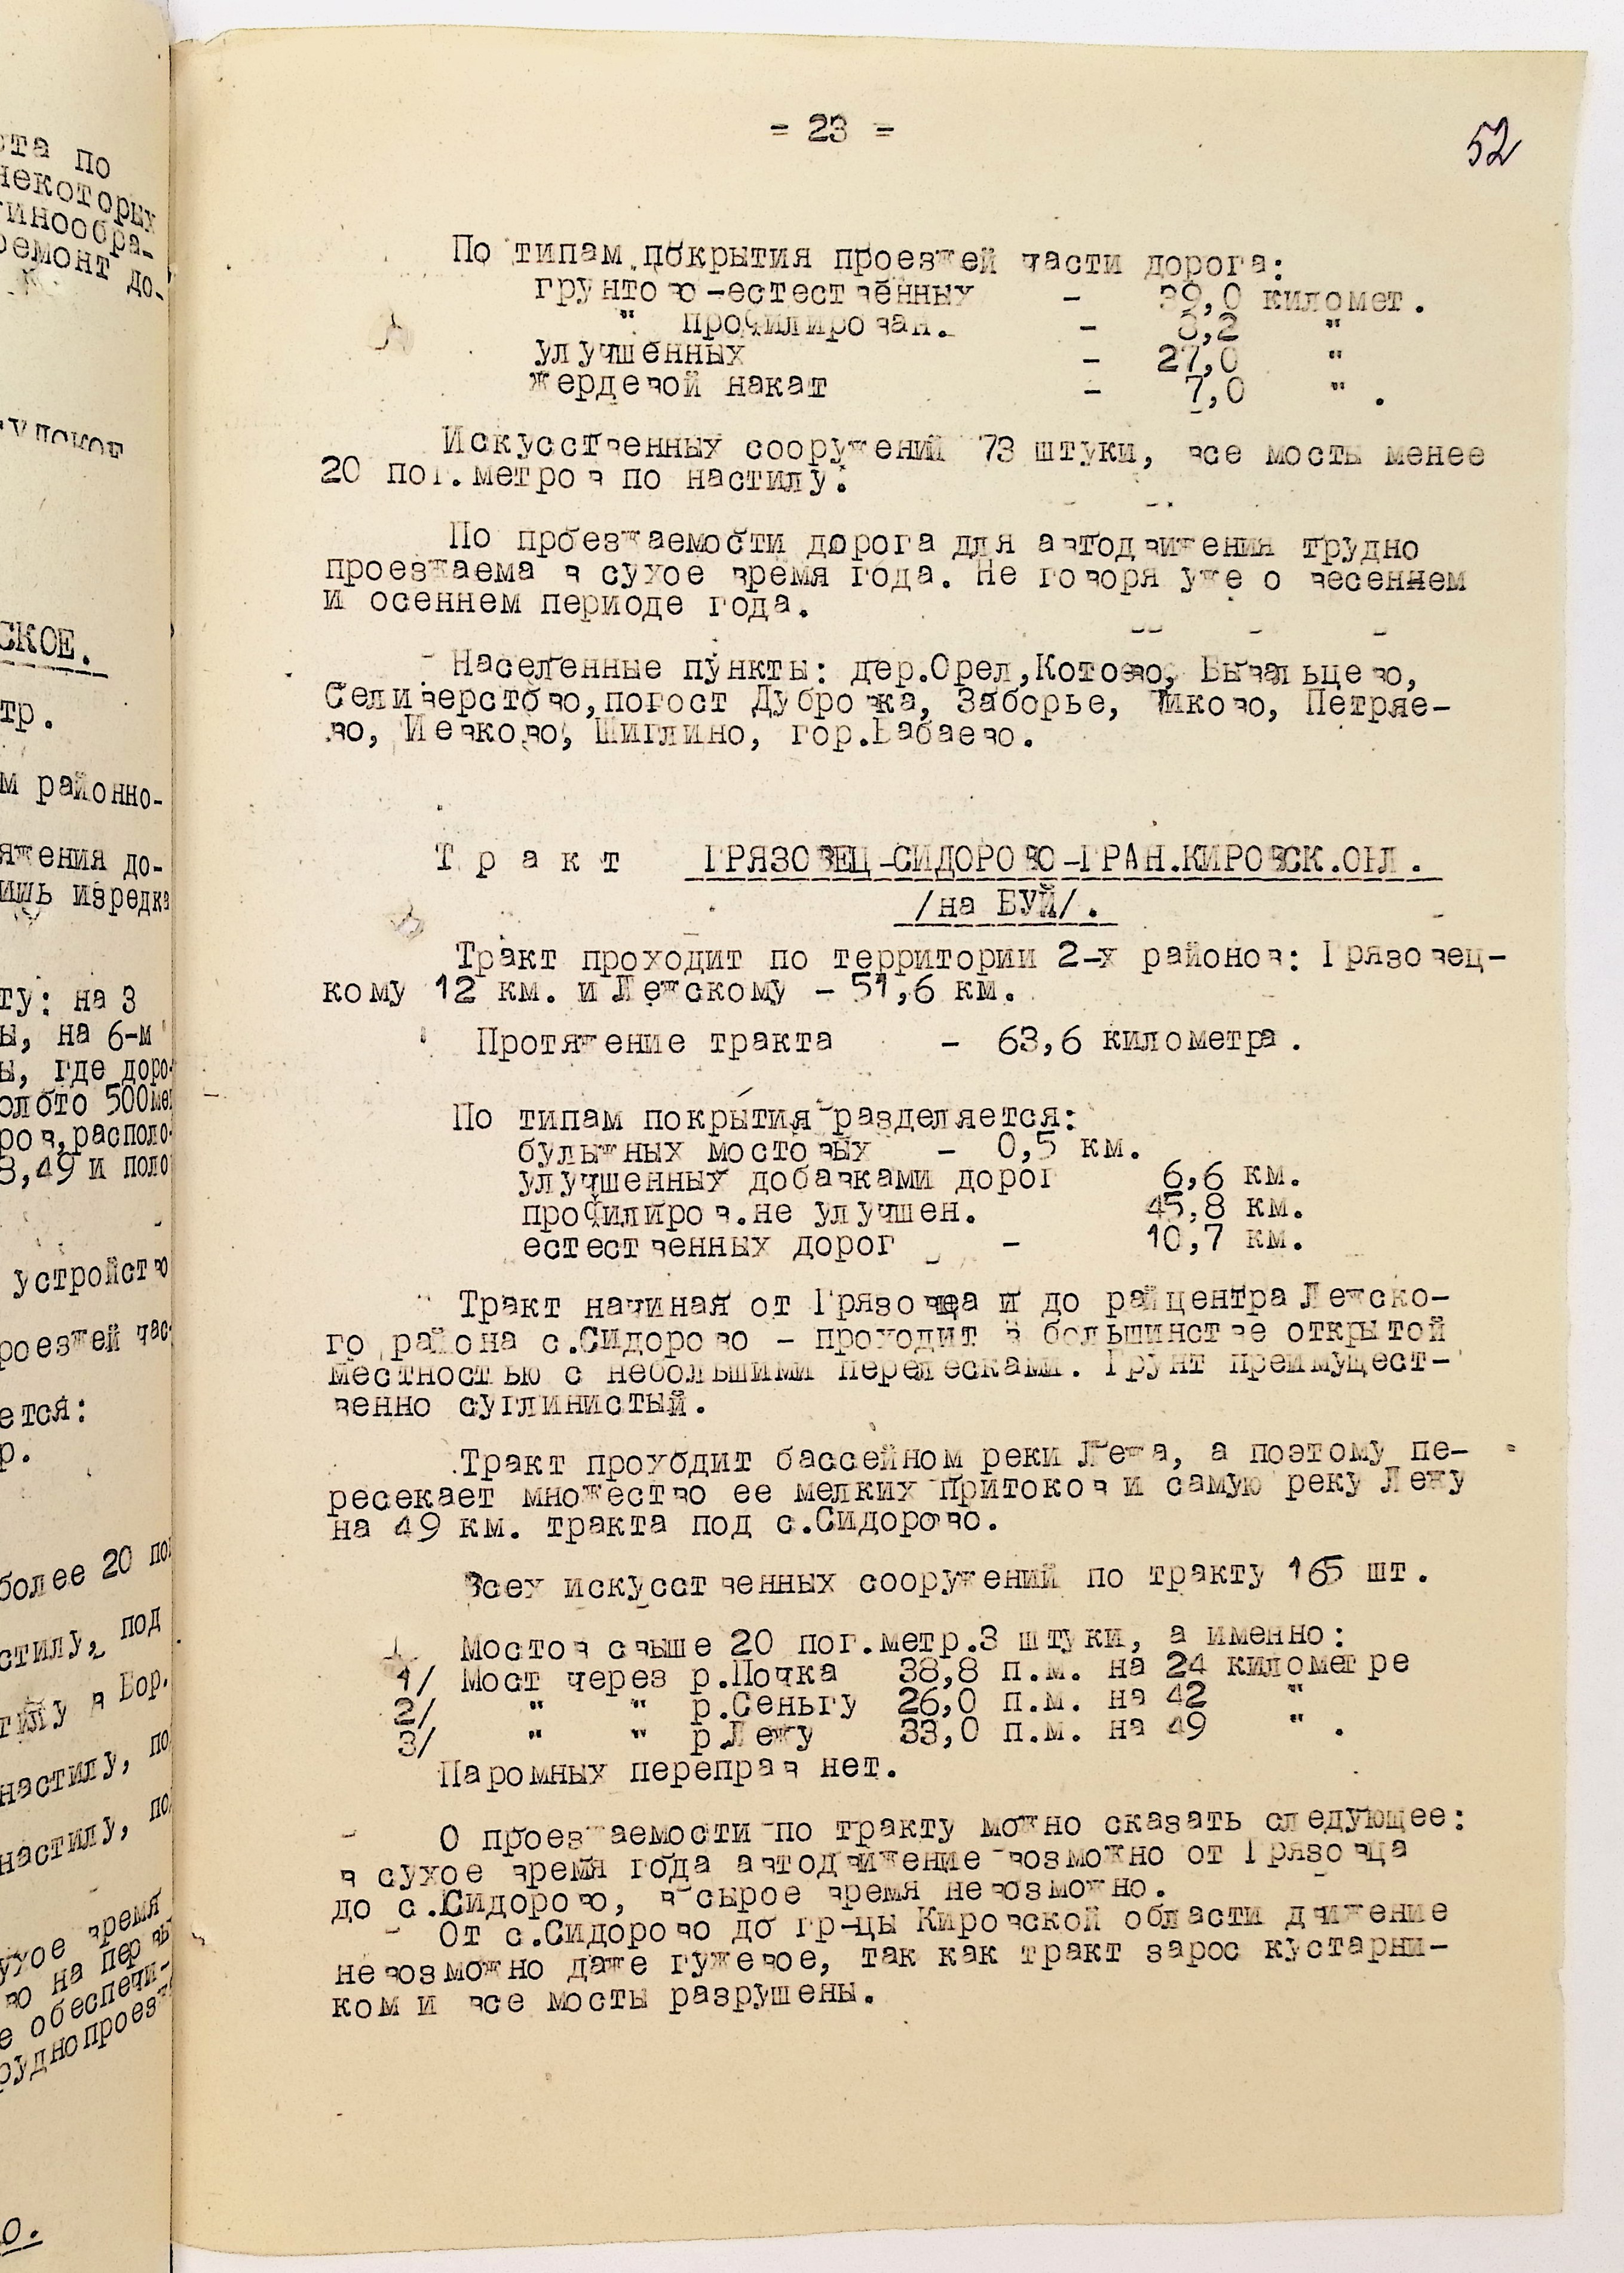 = 23 =
52
По типам покрытия проезжей части дорога:
грунтово-естественных - 39,0 километ.
" профилирован. - 8,2 "
улучшенных - 27,0 "
жердевой накат - 7,0 " .
Искусственных сооружений 73 штуки, все мосты менее
20 пог.метров по настилу.
По проезжаемости дорога для автодвижения трудно
проезжаема в сухое время года. Не говоря уже о весеннем
и осеннем периоде года.
Населенные пункты: дер.Орел,Котово, Бывальцево,
Селиверстово,погост Дубровка, Заборье, Тиково, Петряе-
во, Иевково, Шиглино, гор.Бабаево.
Тракт ГРЯЗОВЕЦ-СИДОРОВО-ГРАН.КИРОВСК.ОБЛ.
/на БУЙ/.
Тракт проходит по территории 2-х районов: Грязовец-
кому 12 км. и Лежскому - 51,6 км.
Протяжение тракта - 63,6 километра.
По типам покрытия разделяется:
булыжных мостовых - 0,5 км.
улучшенных добавками дорог 6,6 км.
профилиров.не улучшен. 45,8 км.
естественных дорог - 10,7 км.
Тракт начиная от Грязовца и до райцентра Лежско-
го района с.Сидорово - проходит в большинстве открытой
местностью с небольшими перелесками. Грунт преимущест-
венно суглинистый.
Тракт проходит бассейном реки Лежа, а поэтому пе-
ресекает множество ее мелких притоков и самую реку Лежу
на 49 км. тракта под с.Сидорово.
Всех искусственных сооружений по тракту 165 шт.
Мостов свыше 20 пог.метр.3 штуки, а именно:
1/ Мост через р.Почка 38,8 п.м. на 24 километре
2/ " " р.Сеньгу 26,0 п.м. на 42 "
3/ " " р.Лежу 33,0 п.м. на 49 " .
Паромных переправ нет.
О проезжаемости по тракту можно сказать следующее:
в сухое время года автодвижение возможно от Грязовца
до с.Сидорово, в сырое время невозможно.
От с.Сидорово до гр-цы Кировской области движение
невозможно даже гужевое, так как тракт зарос кустарни-
ком и все мосты разрушены.